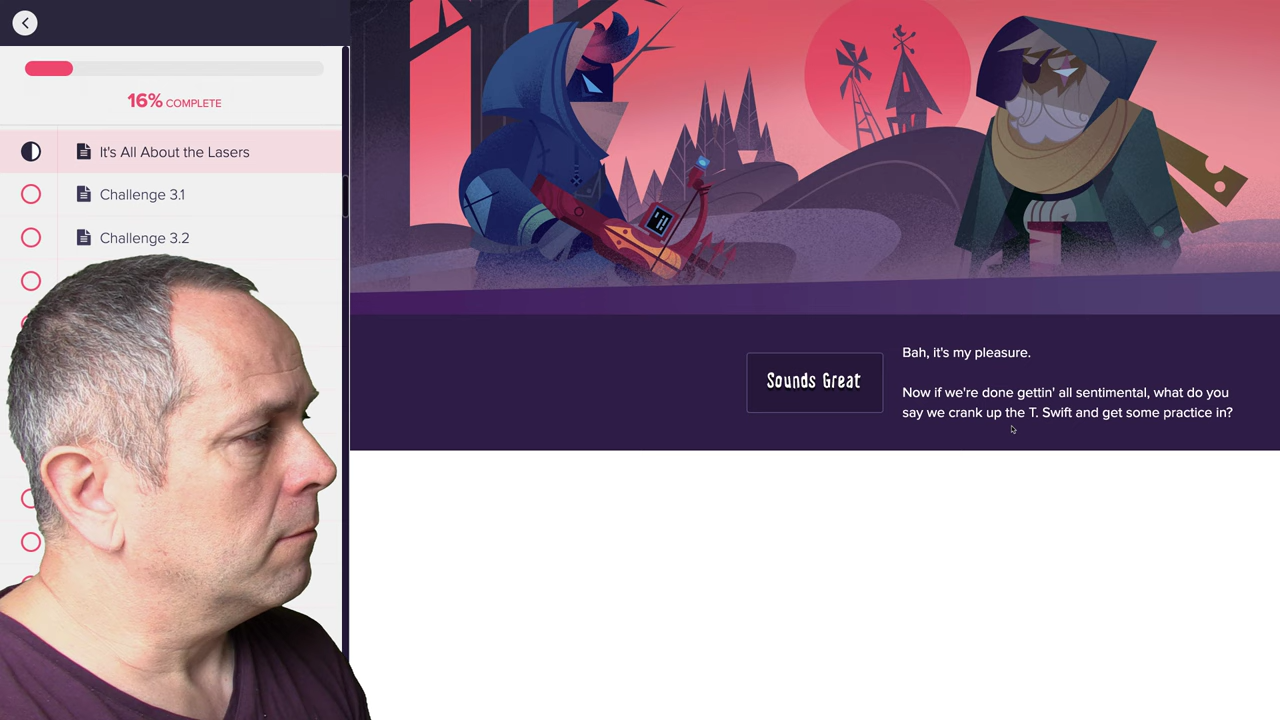 16% COMPLETE
It's All About the Lasers
Challenge 3.1
Challenge 3.2
Sounds Great
Bah, it's my pleasure.
Now if we're done gettin' all sentimental, what do you
say we crank up the T. Swift and get some practice in?